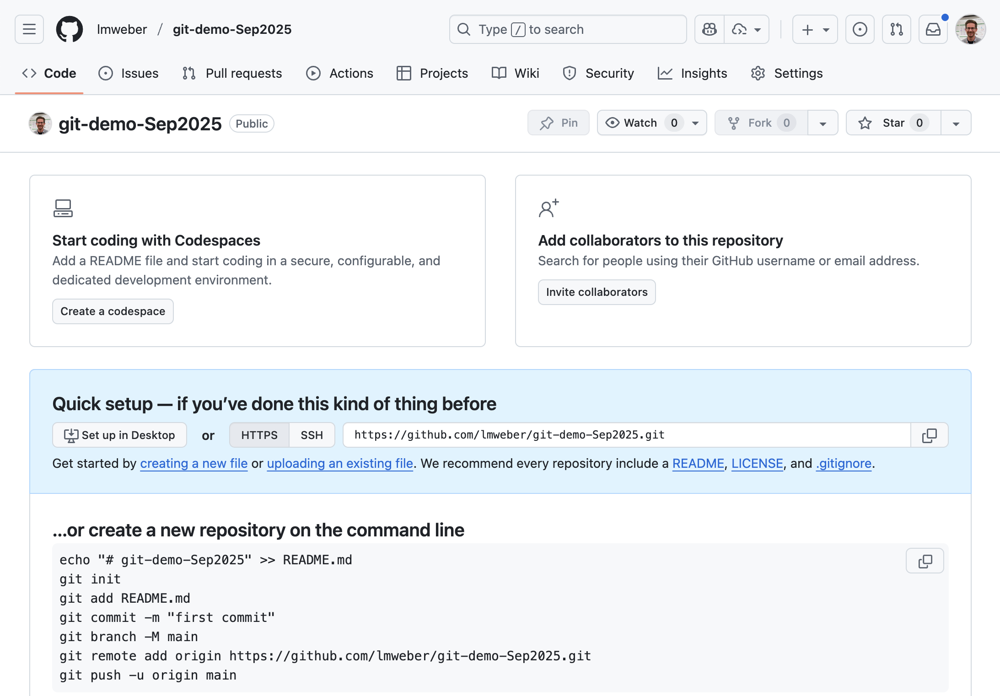 lmweber / git-demo-Sep2025
Type / to search
Code
Issues
Pull requests
Actions
Projects
Wiki
Security
Insights
Settings
git-demo-Sep2025
Public
Pin
Watch 0
Fork 0
Star 0
Start coding with Codespaces
Add a README file and start coding in a secure, configurable, and
dedicated development environment.
Create a codespace
Add collaborators to this repository
Search for people using their GitHub username or email address.
Invite collaborators
Quick setup — if you’ve done this kind of thing before
Set up in Desktop or HTTPS SSH https://github.com/lmweber/git-demo-Sep2025.git
Get started by creating a new file or uploading an existing file. We recommend every repository include a README, LICENSE, and .gitignore.
…or create a new repository on the command line
echo "# git-demo-Sep2025" >> README.md
git init
git add README.md
git commit -m "first commit"
git branch -M main
git remote add origin https://github.com/lmweber/git-demo-Sep2025.git
git push -u origin main